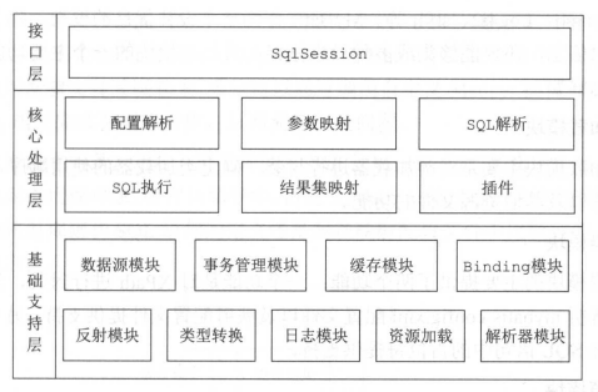 接口层
SqlSession
核心处理层
配置解析
参数映射
SQL解析
SQL执行
结果集映射
插件
基础支持层
数据源模块
事务管理模块
缓存模块
Binding模块
反射模块
类型转换
日志模块
资源加载
解析器模块